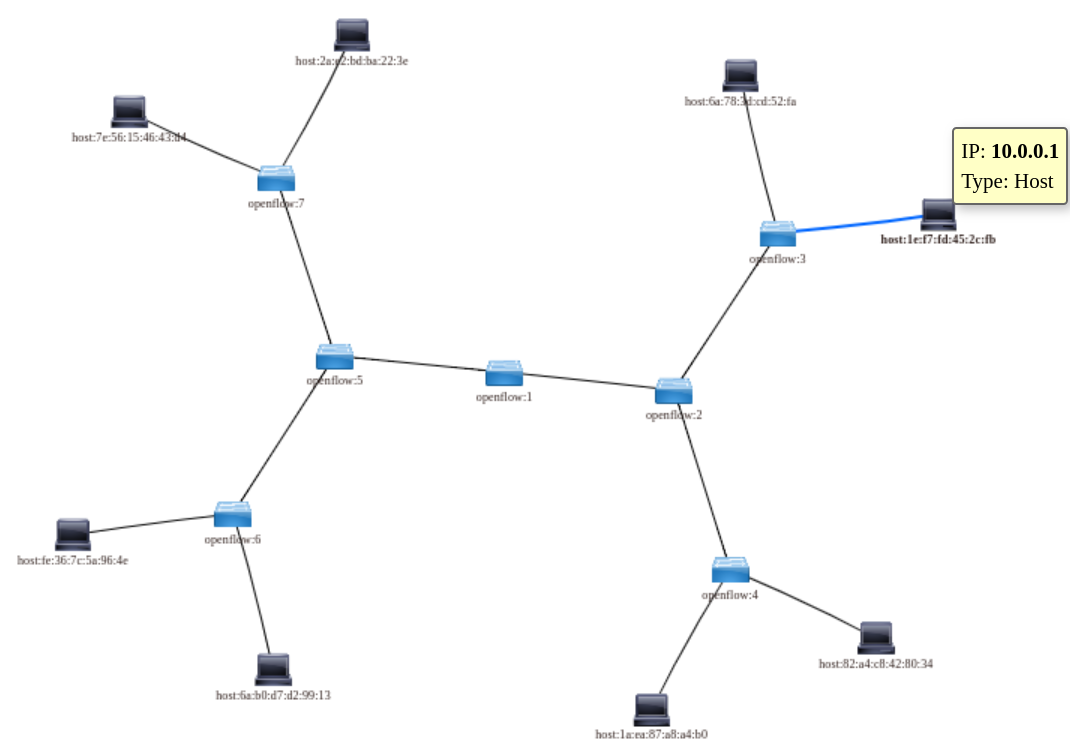 host:2a:c2:bd:ba:22:3e
host:6a:78:3d:cd:52:fa
host:7e:56:15:46:43:d4
IP: 10.0.0.1
Type: Host
openflow:7
host:1e:f7:fd:45:2c:fb
openflow:3
openflow:5
openflow:1
openflow:2
openflow:6
host:fe:36:7c:5a:96:4e
openflow:4
host:82:a4:c8:42:80:34
host:6a:b0:d7:d2:99:13
host:1a:ea:87:a8:a4:b0